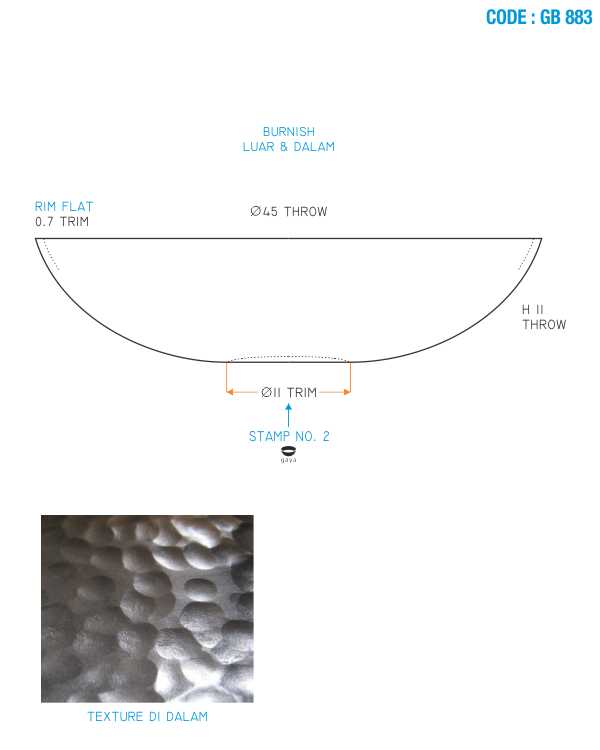 CODE : GB 883
BURNISH
LUAR & DALAM
RIM FLAT
0.7 TRIM
Ø45 THROW
H 11
THROW
Ø11 TRIM
STAMP NO. 2
gaya
TEXTURE DI DALAM